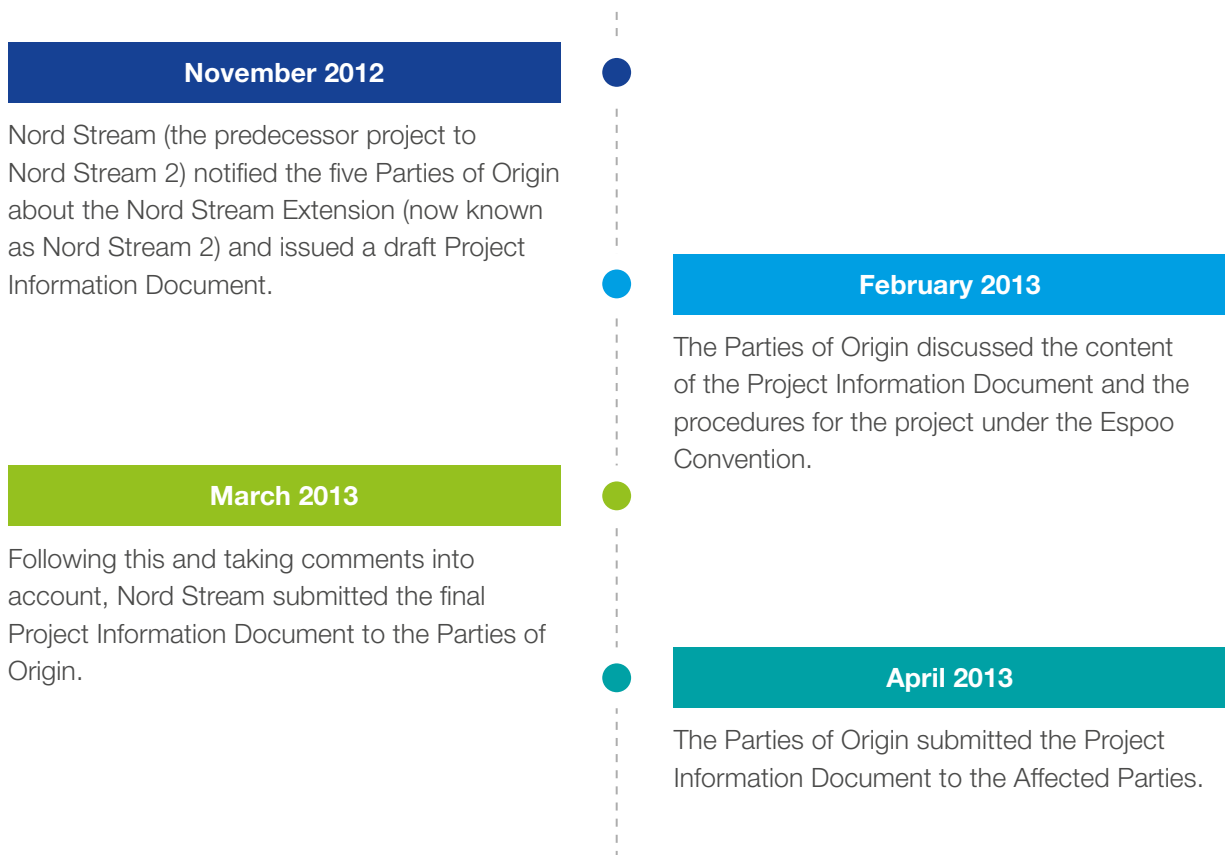 November 2012
Nord Stream (the predecessor project to
Nord Stream 2) notified the five Parties of Origin
about the Nord Stream Extension (now known
as Nord Stream 2) and issued a draft Project
Information Document.
February 2013
The Parties of Origin discussed the content
of the Project Information Document and the
procedures for the project under the Espoo
Convention.
March 2013
Following this and taking comments into
account, Nord Stream submitted the final
Project Information Document to the Parties of
Origin.
April 2013
The Parties of Origin submitted the Project
Information Document to the Affected Parties.